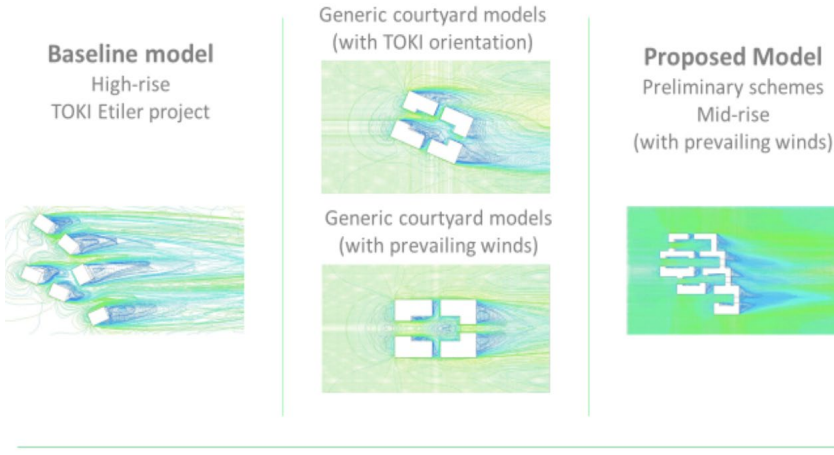 Baseline model
High-rise
TOKI Etiler project
Generic courtyard models
(with TOKI orientation)
Generic courtyard models
(with prevailing winds)
Proposed Model
Preliminary schemes
Mid-rise
(with prevailing winds)